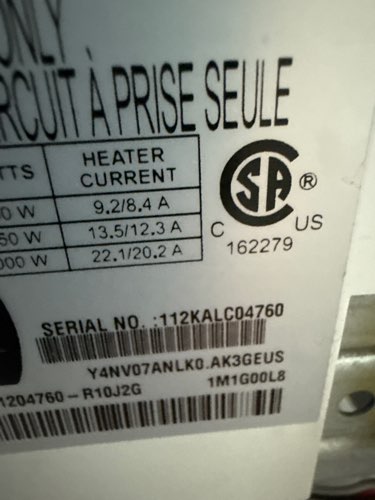 ONLY
RCUIT À PRISE SEULE
TTS HEATER CURRENT
0 W 9.2/8.4 A
50 W 13.5/12.3 A
000 W 22.1/20.2 A
SA ®
C US
162279
SERIAL NO. :112KALC04760
Y4NV07ANLK0.AK3GEUS
1204760-R10J2G 1M1G00L8